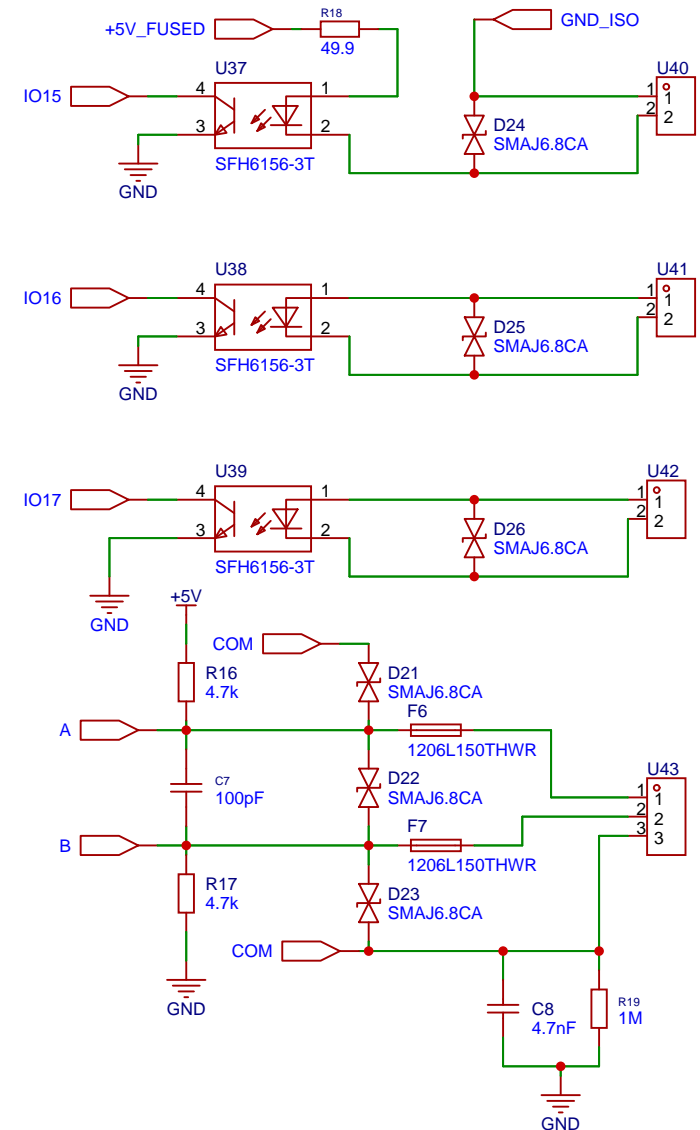 R18
+5V_FUSED
GND_ISO
49.9
U37
U40
IO15
4
1
1
1
2
2
3
2
D24
SMAJ6.8CA
SFH6156-3T
GND
U38
U41
IO16
4
1
1
1
2
2
3
2
D25
SMAJ6.8CA
SFH6156-3T
GND
U39
U42
IO17
4
1
1
1
2
2
3
2
D26
SMAJ6.8CA
SFH6156-3T
GND
+5V
COM
R16
4.7k
D21
SMAJ6.8CA
F6
A
1206L150THWR
U43
C7
100pF
D22
SMAJ6.8CA
1
1
2
2
3
3
F7
B
1206L150THWR
R17
4.7k
D23
SMAJ6.8CA
COM
GND
C8
4.7nF
R19
1M
GND